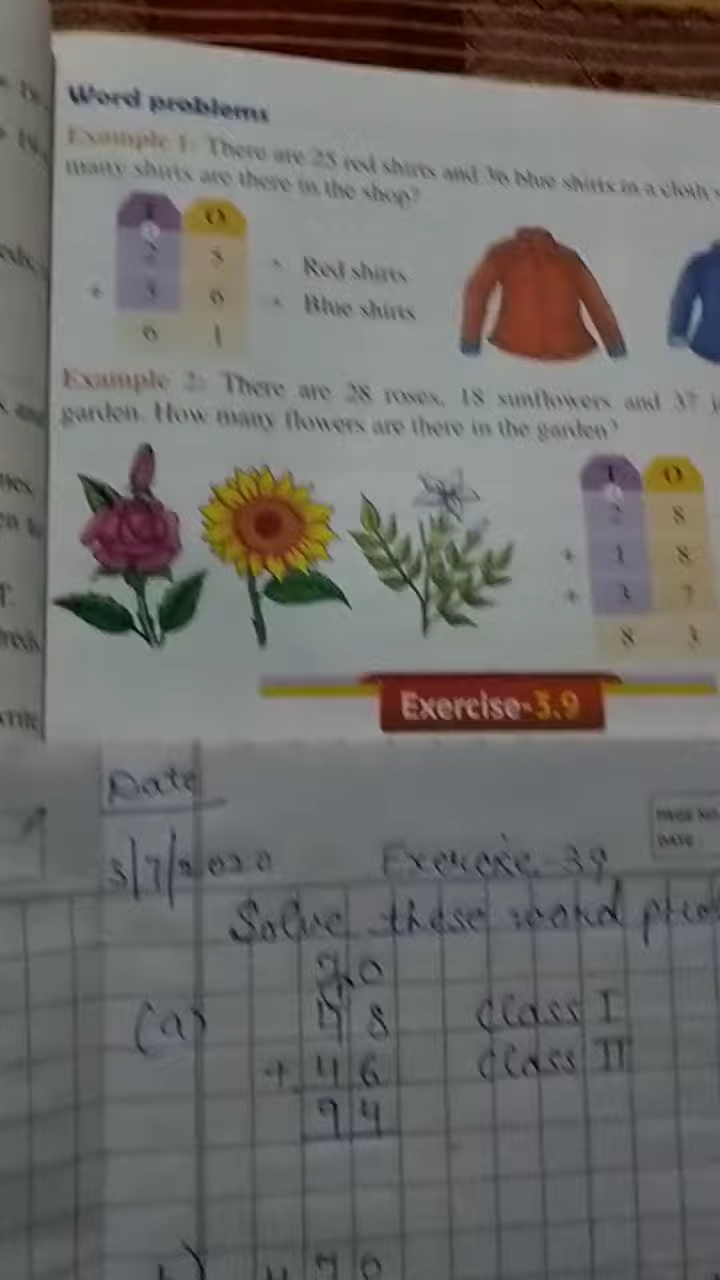 Word problems
Example 1: There are 25 red shirts and 36 blue shirts in a cloth
many shirts are there in the shop?
T O
2 5 Red shirts
+ 3 6 Blue shirts
6 1
Example 2: There are 28 roses, 18 sunflowers and 37
garden. How many flowers are there in the garden?
T O
2 8
+ 1 8
+ 3 7
8 3
Exercise-3.9
Date
3/7/2020
PAGE NO
DATE
Exercise-3.9
Solve these word
(a) 4 8 Class I
+ 4 6 Class II
9 4